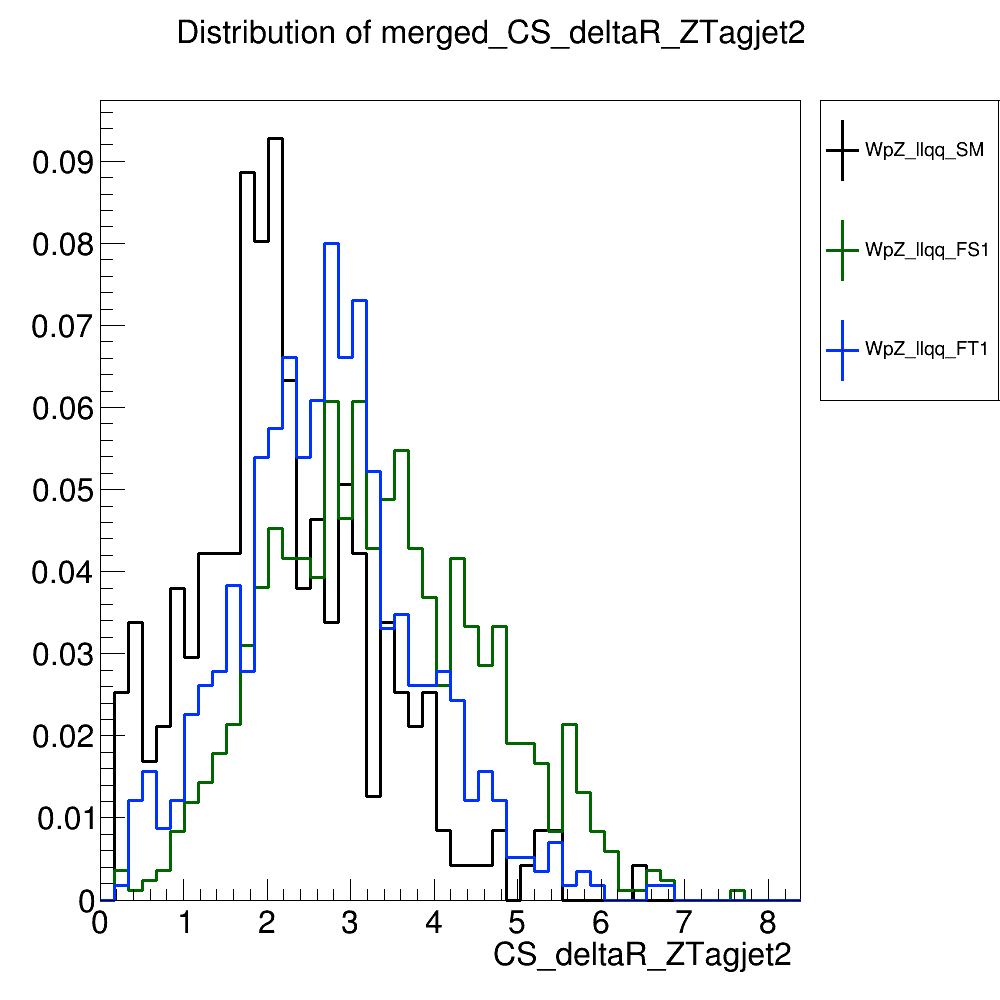 Distribution of merged_CS_deltaR_ZTagjet2
WpZ_llqq_SM
WpZ_llqq_FS1
WpZ_llqq_FT1
0.09
0.08
0.07
0.06
0.05
0.04
0.03
0.02
0.01
0
0 1 2 3 4 5 6 7 8
CS_deltaR_ZTagjet2